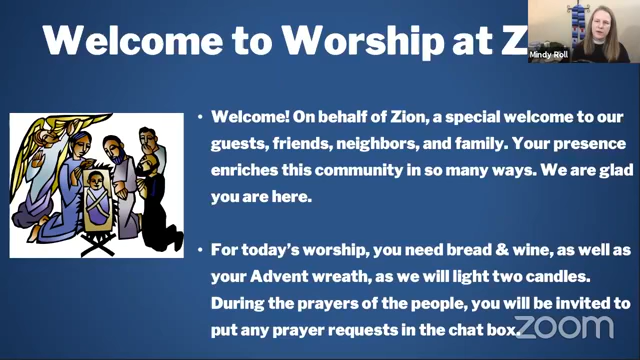 Welcome to Worship at Z
Mindy Roll
• Welcome! On behalf of Zion, a special welcome to our
guests, friends, neighbors, and family. Your presence
enriches this community in so many ways. We are glad
you are here.
• For today’s worship, you need bread & wine, as well as
your Advent wreath, as we will light two candles.
During the prayers of the people, you will be invited to
put any prayer requests in the chat box.
zoom